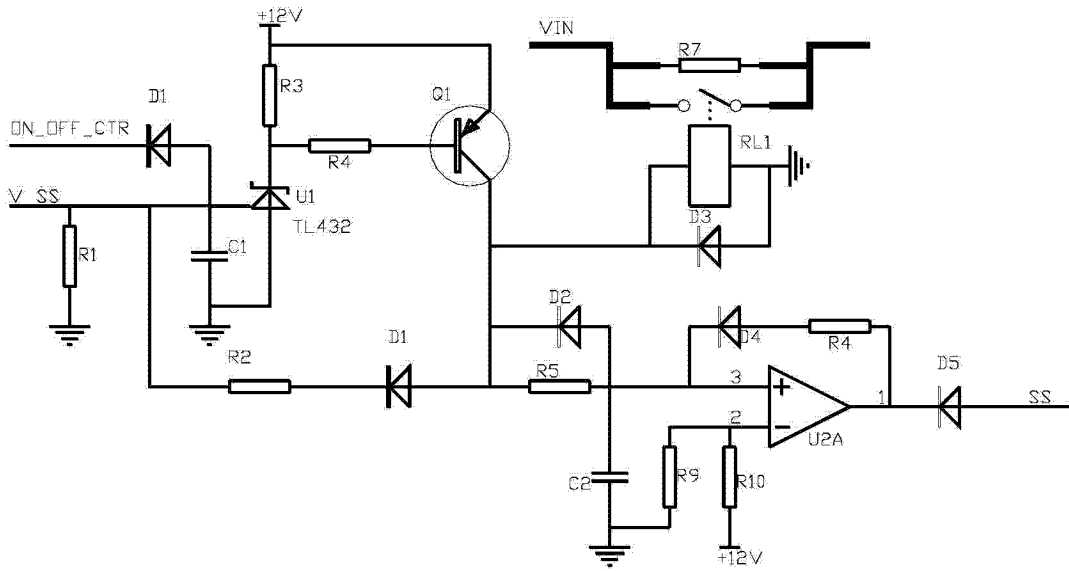 +12V
VIN
R7
R3
D1
Q1
ON_OFF_CTR
R4
RL1
V_SS
U1
TL432
D3
R1
C1
D2
D1
D4
R4
R2
R5
D5
3
1
SS
2
U2A
C2
R9
R10
+12V